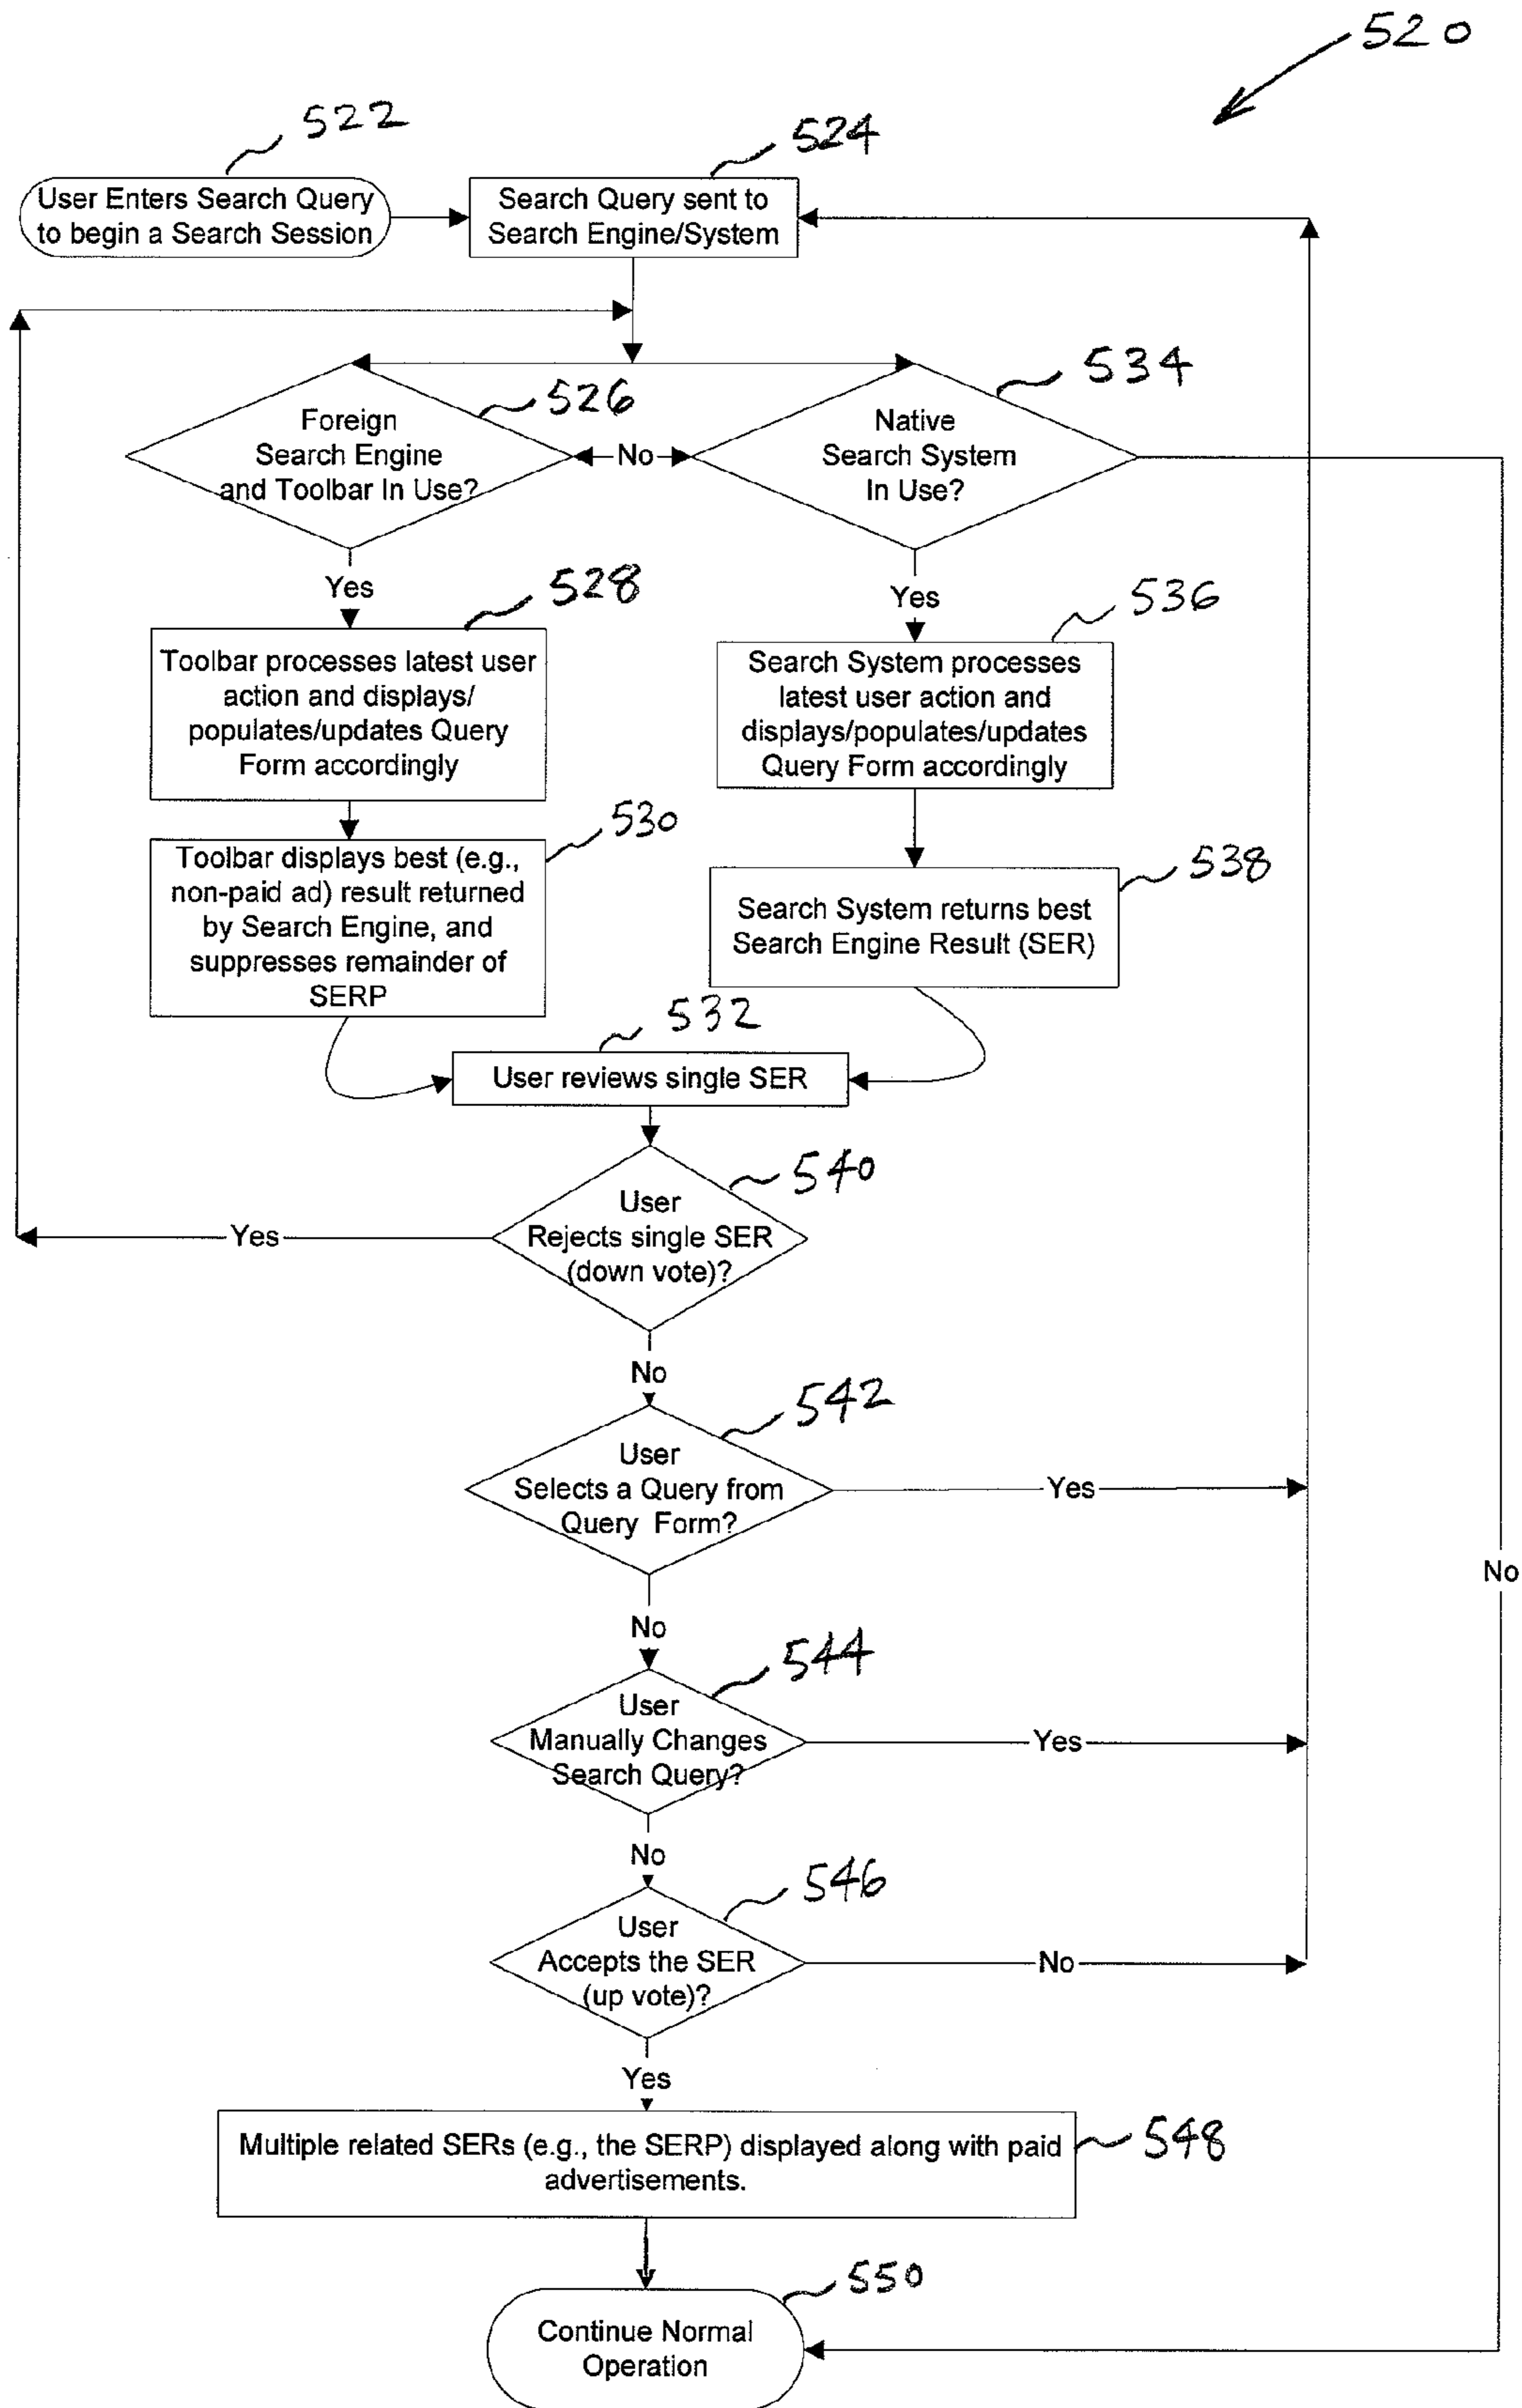 520
522
524
User Enters Search Query
to begin a Search Session
Search Query sent to
Search Engine/System
534
526
Foreign
Search Engine
and Toolbar In Use?
No
Native
Search System
In Use?
Yes
528
Yes
536
Toolbar processes latest user
action and displays/
populates/updates Query
Form accordingly
Search System processes
latest user action and
displays/populates/updates
Query Form accordingly
530
538
Toolbar displays best (e.g.,
non-paid ad) result returned
by Search Engine, and
suppresses remainder of
SERP
Search System returns best
Search Engine Result (SER)
532
User reviews single SER
540
User
Rejects single SER
(down vote)?
Yes
No
542
User
Selects a Query from
Query Form?
Yes
No
No
544
User
Manually Changes
Search Query?
Yes
No
546
User
Accepts the SER
(up vote)?
No
Yes
Multiple related SERs (e.g., the SERP) displayed along with paid
advertisements.
548
550
Continue Normal
Operation